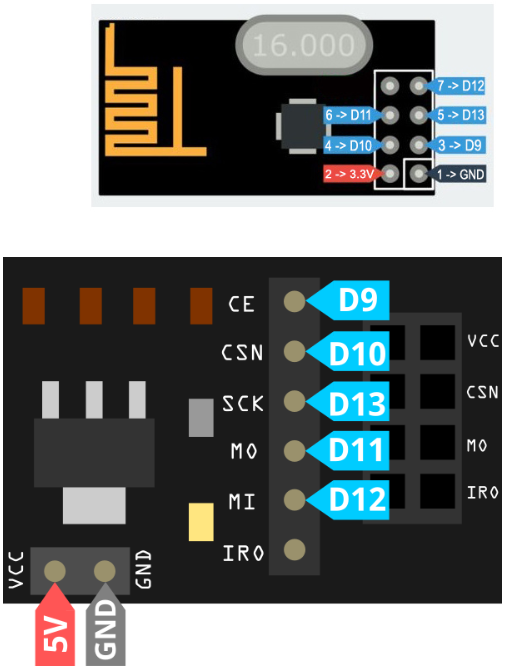 16.000
7 -> D12
6 -> D11
5 -> D13
4 -> D10
3 -> D9
2 -> 3.3V
1 -> GND
CE
D9
VCC
CSN
D10
CSN
SCK
D13
MO
D11
MO
MI
D12
IRO
IRO
VCC
GND
5V
GND